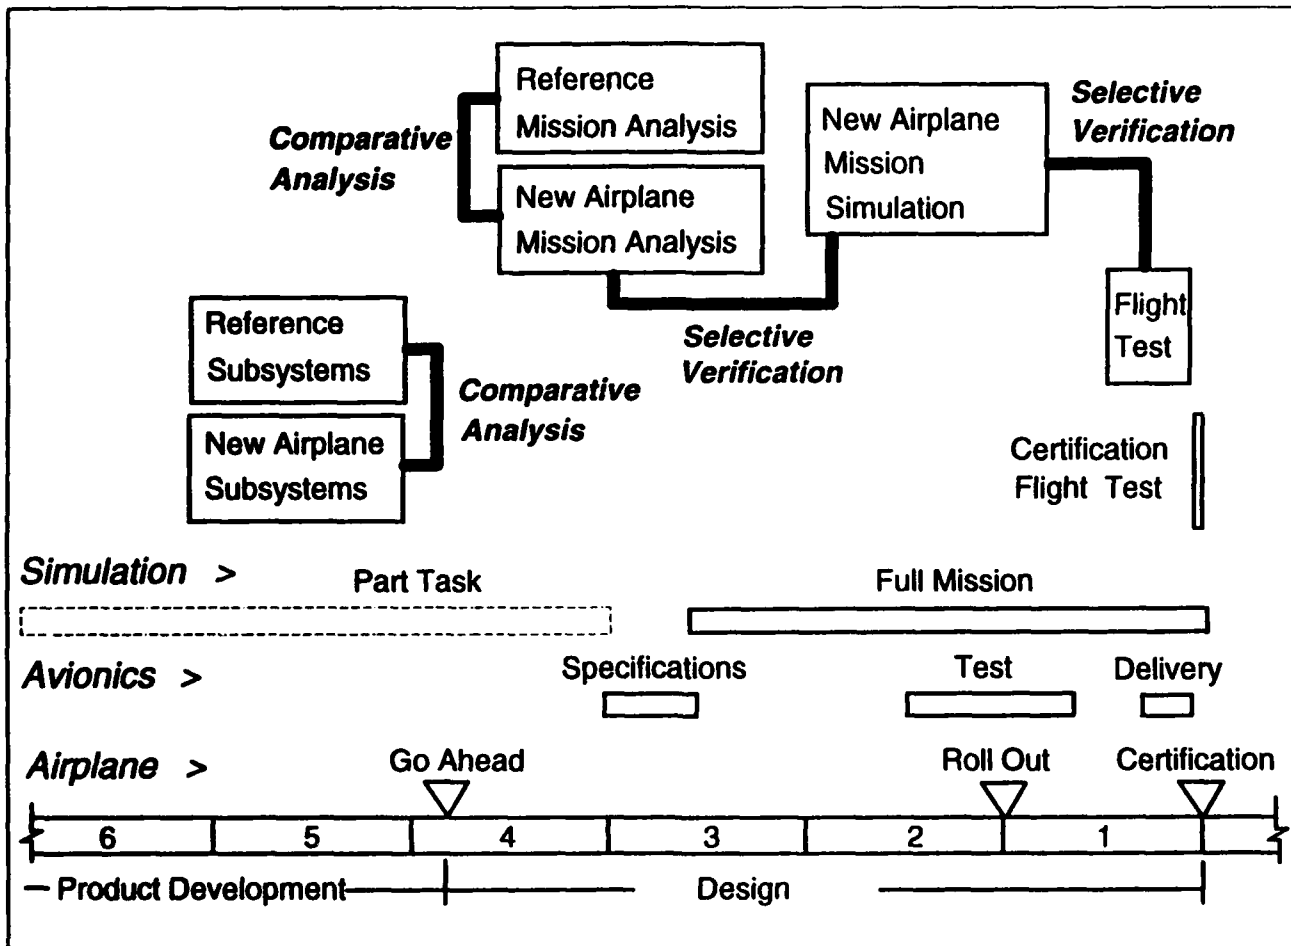 Reference
Mission Analysis
Comparative
Analysis
New Airplane
Mission Analysis
New Airplane
Mission
Simulation
Selective
Verification
Selective
Verification
Flight
Test
Reference
Subsystems
New Airplane
Subsystems
Comparative
Analysis
Certification
Flight Test
Simulation >
Part Task
Full Mission
Avionics >
Specifications
Test
Delivery
Airplane >
Go Ahead
Roll Out
Certification
6 5 4 3 2 1
Product Development
Design